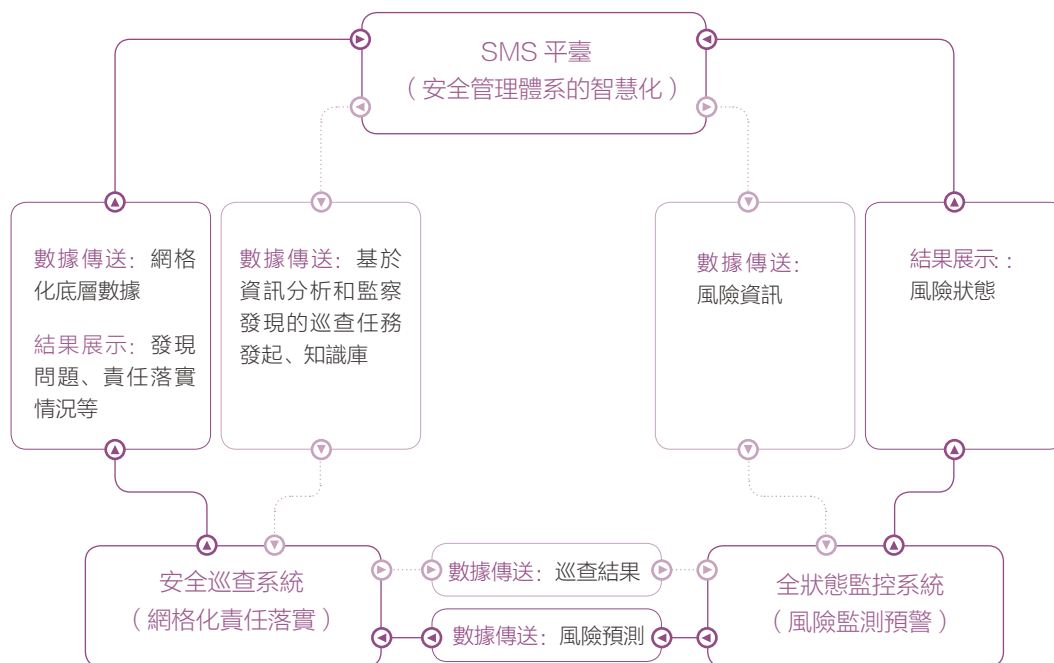 SMS 平臺
（安全管理體系的智慧化）
數據傳送：網格
化底層數據
結果展示：發現
問題、責任落實
情況等
數據傳送：基於
資訊分析和監察
發現的巡查任務
發起、知識庫
數據傳送：
風險資訊
結果展示：:
風險狀態
安全巡查系統
（網格化責任落實）
數據傳送：巡查結果
數據傳送：風險預測
全狀態監控系統
（風險監測預警）